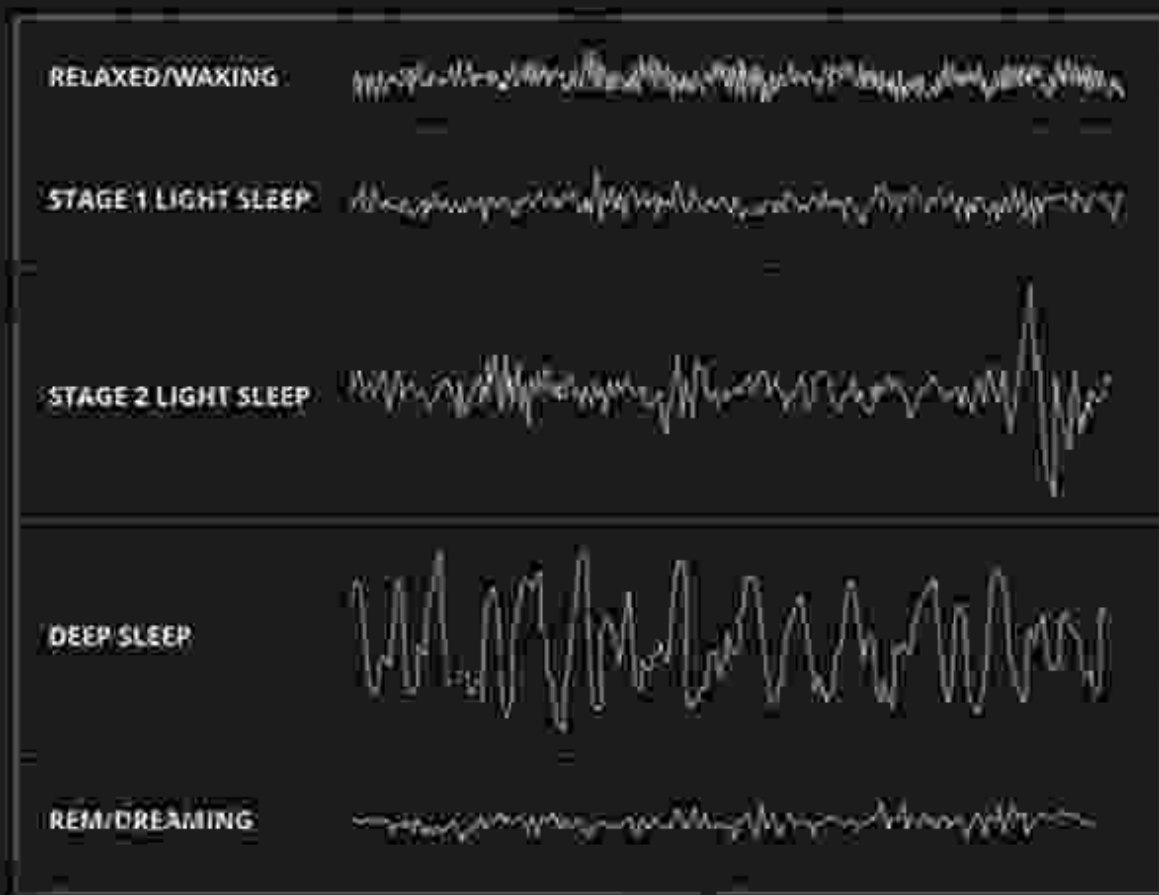 RELAXED/WAXING
STAGE 1 LIGHT SLEEP
STAGE 2 LIGHT SLEEP
DEEP SLEEP
REM/DREAMING